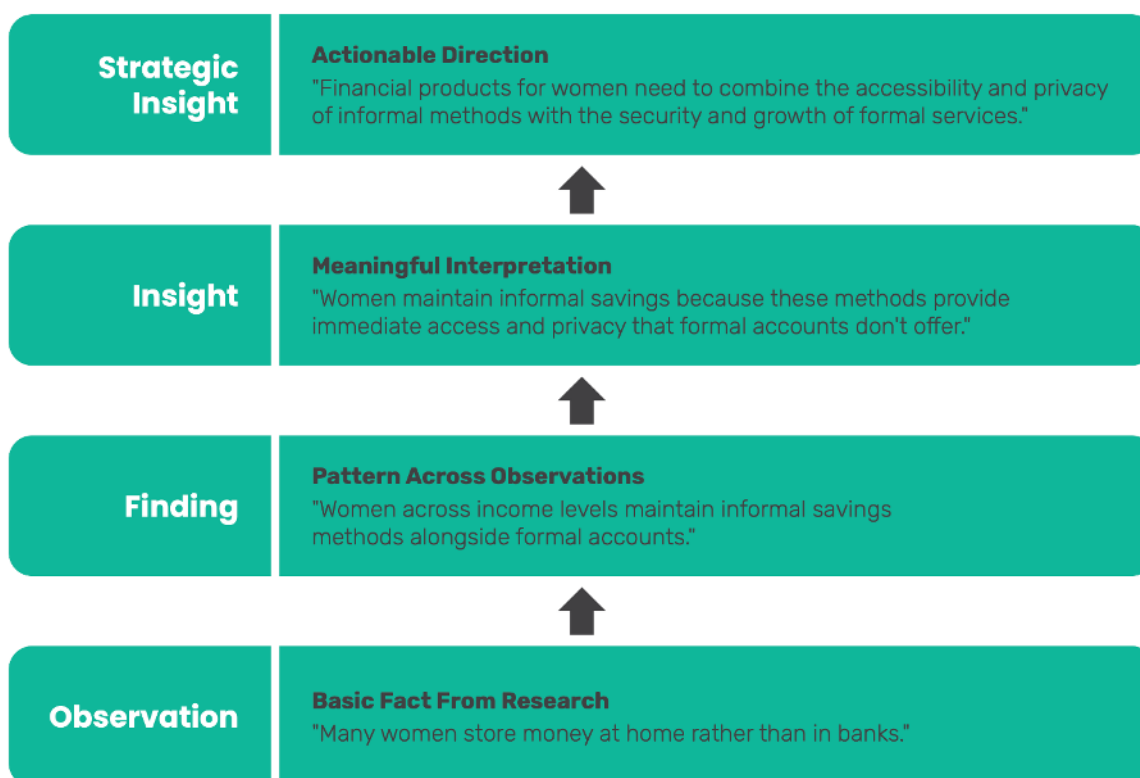 Strategic
Insight
Actionable Direction
"Financial products for women need to combine the accessibility and privacy
of informal methods with the security and growth of formal services."
Insight
Meaningful Interpretation
"Women maintain informal savings because these methods provide
immediate access and privacy that formal accounts don't offer."
Finding
Pattern Across Observations
"Women across income levels maintain informal savings
methods alongside formal accounts."
Observation
Basic Fact From Research
"Many women store money at home rather than in banks."